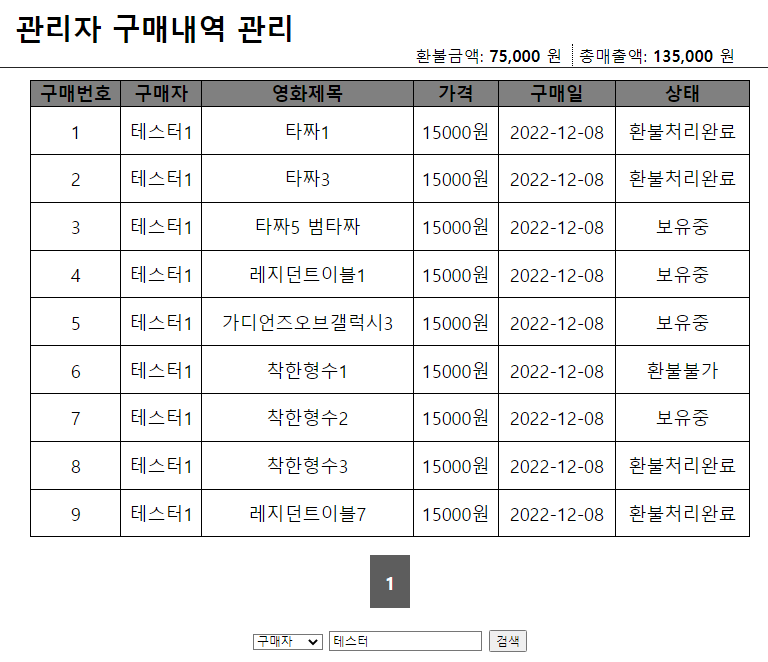 관리자 구매내역 관리
환불금액: 75,000 원 총매출액: 135,000 원
구매번호 구매자 영화제목 가격 구매일 상태
1 테스터1 타짜1 15000원 2022-12-08 환불처리완료
2 테스터1 타짜3 15000원 2022-12-08 환불처리완료
3 테스터1 타짜5 범타짜 15000원 2022-12-08 보유중
4 테스터1 레지던트이블1 15000원 2022-12-08 보유중
5 테스터1 가디언즈오브갤럭시3 15000원 2022-12-08 보유중
6 테스터1 착한형수1 15000원 2022-12-08 환불불가
7 테스터1 착한형수2 15000원 2022-12-08 보유중
8 테스터1 착한형수3 15000원 2022-12-08 환불처리완료
9 테스터1 레지던트이블7 15000원 2022-12-08 환불처리완료
1
구매자 테스터 검색